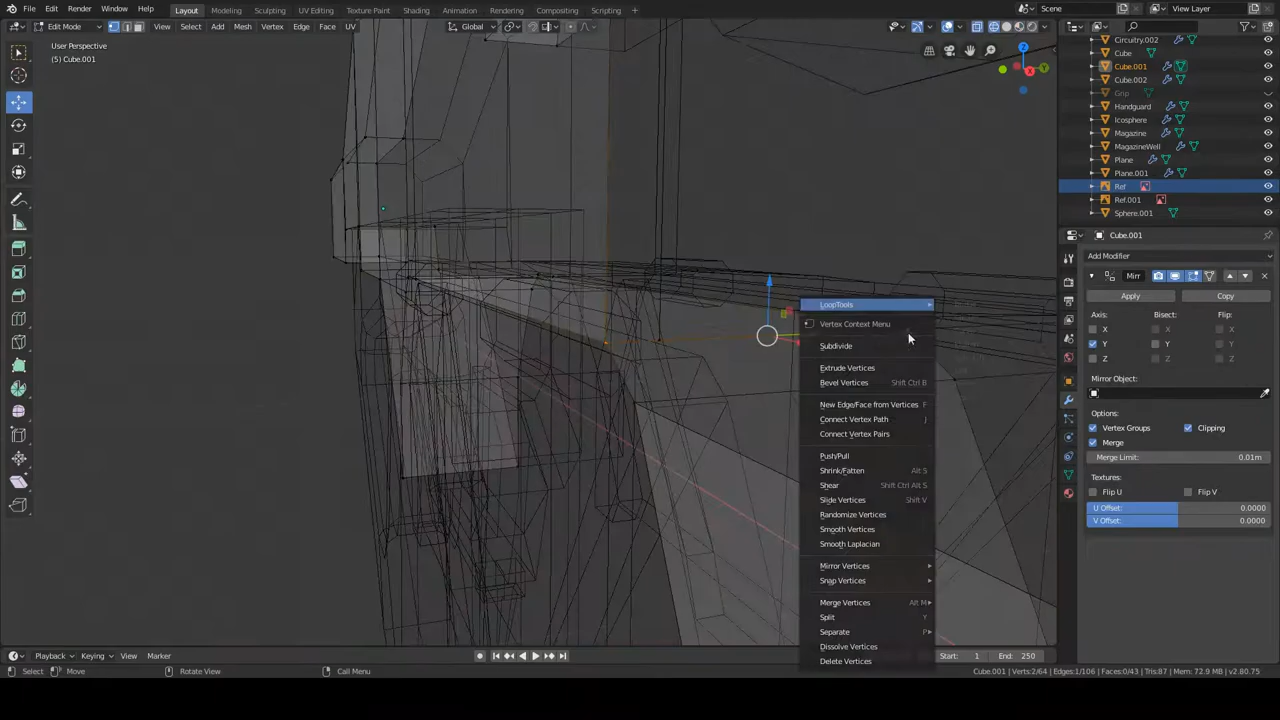 File Edit Render Window Help Layout Modeling Sculpting UV Editing Texture Paint Shading Animation Rendering Compositing Scripting + Scene View Layer
Edit Mode View Select Add Mesh Vertex Edge Face UV Global
User Perspective
(5) Cube.001
Z
Y
X
Circuitry.002
Cube
Cube.001
Cube.002
Grip
Handguard
Icosphere
Magazine
MagazineWell
Plane
Plane.001
Ref
Ref.001
Sphere.001
Cube.001
Add Modifier
Mirr
Apply Copy
Axis: Bisect: Flip:
X X X
Y Y Y
Z Z Z
Mirror Object:
Options:
Vertex Groups Clipping
Merge
Merge Limit: 0.01m
Textures:
Flip U Flip V
U Offset: 0.0000
V Offset: 0.0000
LoopTools
Vertex Context Menu
Subdivide
Extrude Vertices
Bevel Vertices Shift Ctrl B
New Edge/Face from Vertices F
Connect Vertex Path J
Connect Vertex Pairs
Push/Pull
Shrink/Fatten Alt S
Shear Shift Ctrl Alt S
Slide Vertices Shift V
Randomize Vertices
Smooth Vertices
Smooth Laplacian
Mirror Vertices
Snap Vertices
Merge Vertices Alt M
Split Y
Separate P
Dissolve Vertices
Delete Vertices
Playback Keying View Marker Start: 1 End: 250
Select Move Rotate View Call Menu Cube.001 | Verts:2/64 | Edges:1/106 | Faces:0/43 | Tris:87 | Mem: 72.9 MB | v2.80.75